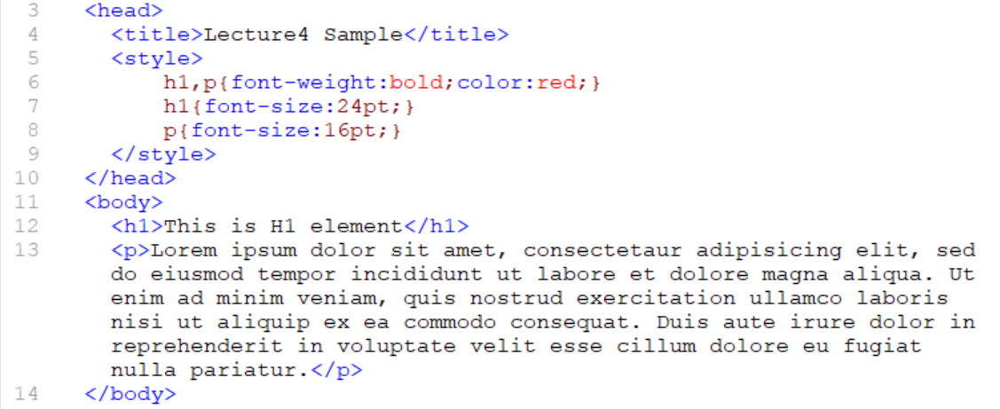 3 <head>
4 <title>Lecture4 Sample</title>
5 <style>
6 h1,p{font-weight:bold;color:red;}
7 h1{font-size:24pt;}
8 p{font-size:16pt;}
9 </style>
10 </head>
11 <body>
12 <h1>This is H1 element</h1>
13 <p>Lorem ipsum dolor sit amet, consectetaur adipisicing elit, sed
do eiusmod tempor incididunt ut labore et dolore magna aliqua. Ut
enim ad minim veniam, quis nostrud exercitation ullamco laboris
nisi ut aliquip ex ea commodo consequat. Duis aute irure dolor in
reprehenderit in voluptate velit esse cillum dolore eu fugiat
nulla pariatur.</p>
14 </body>